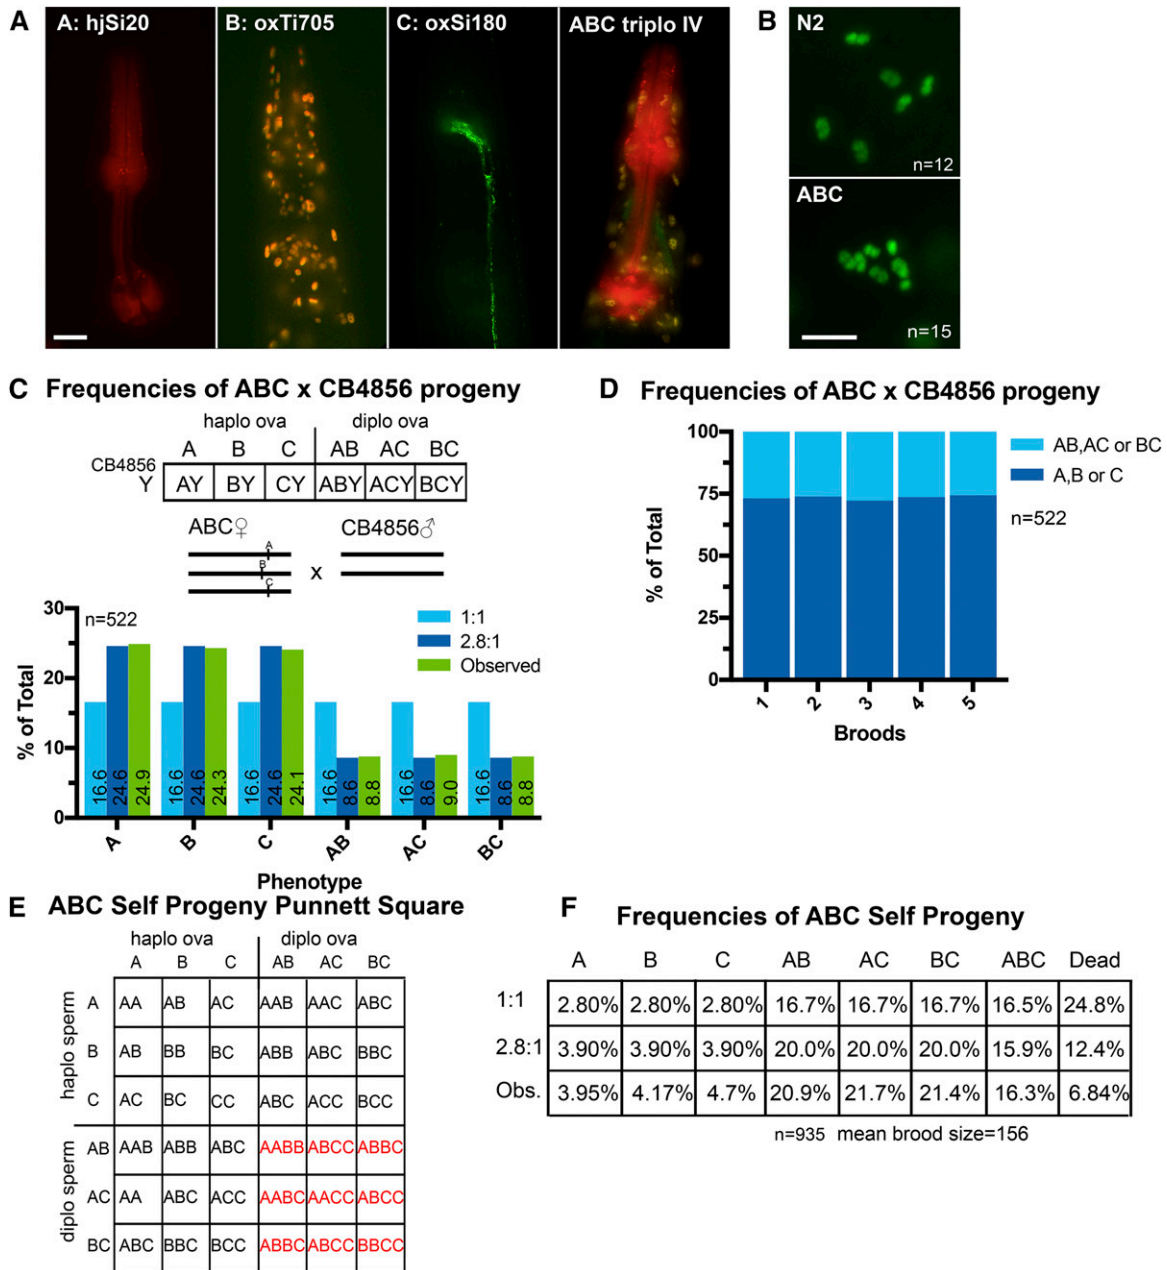 A
A: hjSi20
B: oxTi705
C: oxSi180
ABC triplo IV
B
N2
n=12
ABC
n=15
C Frequencies of ABC x CB4856 progeny
haplo ova diplo ova
A B C AB AC BC
CB4856
Y AY BY CY ABY ACY BCY
ABC♀ CB4856♂
A
B
C
x
n=522
1:1
2.8:1
Observed
% of Total
30
20
10
0
16.6 24.6 24.9 16.6 24.6 24.3 16.6 24.6 24.1 16.6 8.6 8.8 16.6 8.6 9.0 16.6 8.6 8.8
A B C AB AC BC
Phenotype
D Frequencies of ABC x CB4856 progeny
% of Total
100
75
50
25
0
1 2 3 4 5
Broods
AB,AC or BC
A,B or C
n=522
E ABC Self Progeny Punnett Square
haplo ova diplo ova
A B C AB AC BC
haplo sperm
A AA AB AC AAB AAC ABC
B AB BB BC ABB ABC BBC
C AC BC CC ABC ACC BCC
diplo sperm
AB AAB ABB ABC AABB ABCC ABBC
AC AA ABC ACC AABC AACC ABCC
BC ABC BBC BCC ABBC ABCC BBCC
F Frequencies of ABC Self Progeny
A B C AB AC BC ABC Dead
1:1 2.80% 2.80% 2.80% 16.7% 16.7% 16.7% 16.5% 24.8%
2.8:1 3.90% 3.90% 3.90% 20.0% 20.0% 20.0% 15.9% 12.4%
Obs. 3.95% 4.17% 4.7% 20.9% 21.7% 21.4% 16.3% 6.84%
n=935 mean brood size=156